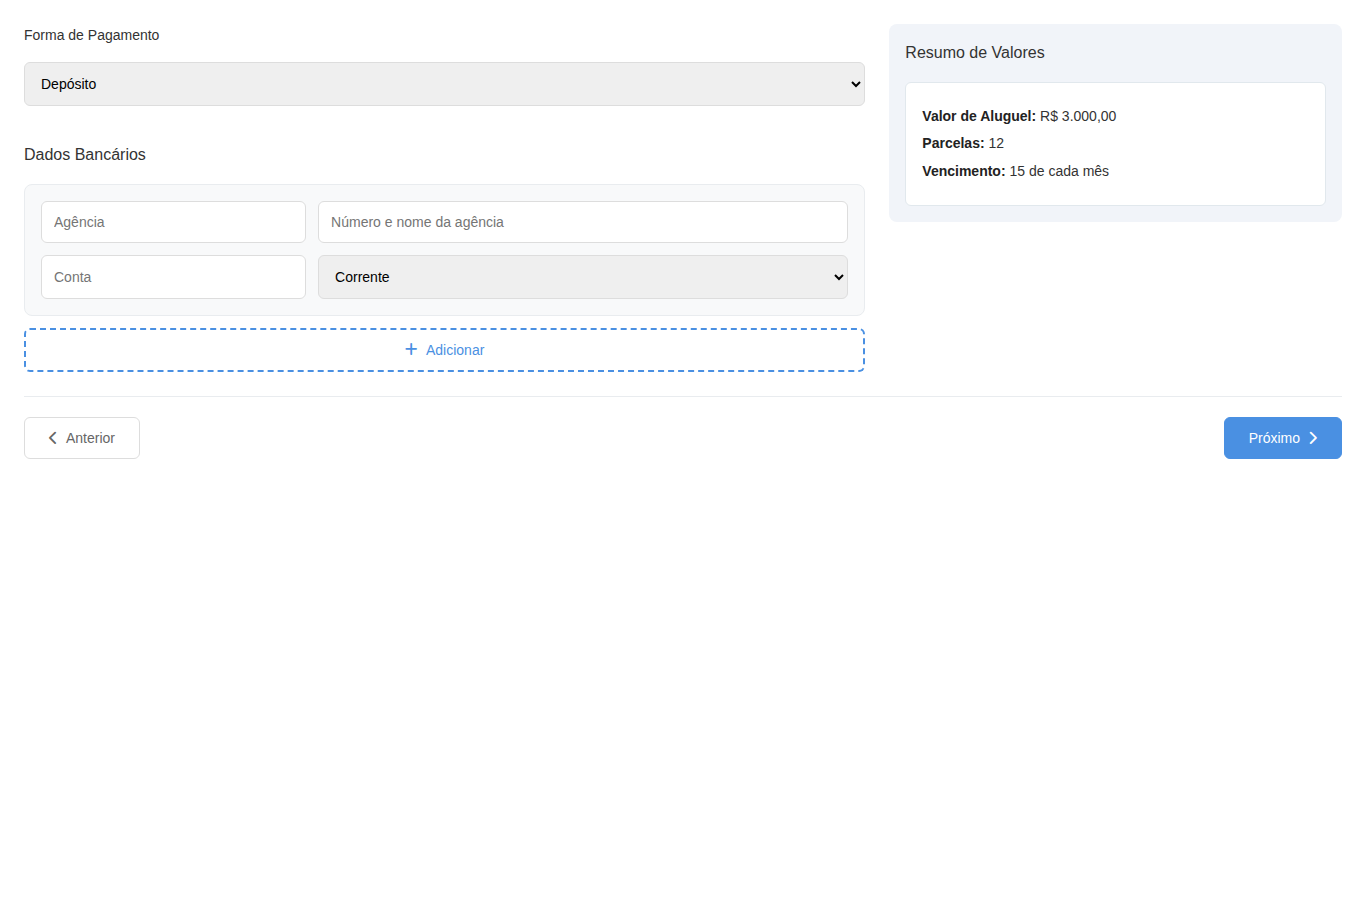 Forma de Pagamento
Depósito
Dados Bancários
Agência
Número e nome da agência
Conta
Corrente
Adicionar
Resumo de Valores
Valor de Aluguel: R$ 3.000,00
Parcelas: 12
Vencimento: 15 de cada mês
Anterior
Próximo